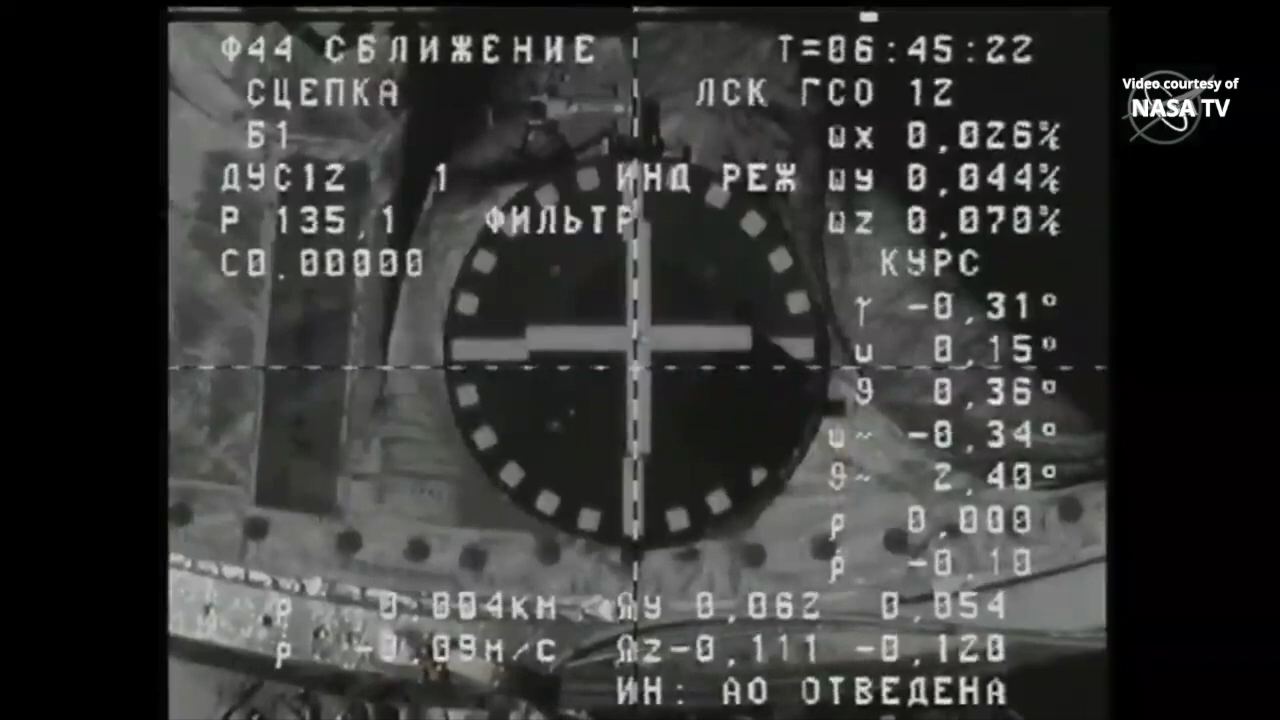 Ф44 СБЛИЖЕНИЕ T=06:45:22
СЦЕПКА ЛСК ГСО 12
Б1 ωx 0,026%
ДУС12 1 ИНД РЕЖ ωy 0,044%
Р 135,1 ФИЛЬТР ωz 0,070%
С0,00000 КУРС
γ -0,31°
ψ 0,15°
ϑ 0,36°
ψ~ -0,34°
ϑ~ 2,40°
ρ 0,000
ρ̇ -0,10
ρ 0,004км Ωy 0,062 0,054
ρ̇ -0,09м/с Ωz-0,111 -0,120
ИН: АО ОТВЕДЕНА
Video courtesy of
NASA TV